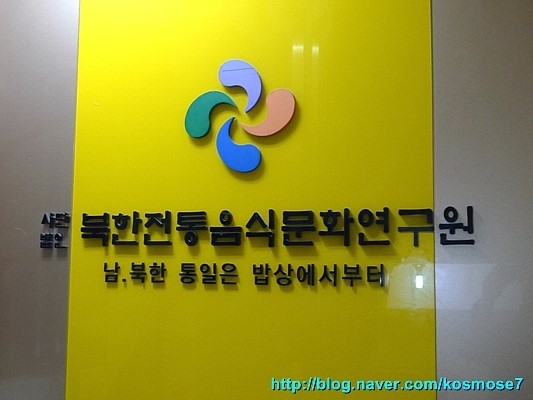 사단
법인
북한전통음식문화연구원
남.북한 통일은 밥상에서부터
http://blog.naver.com/kosmose7